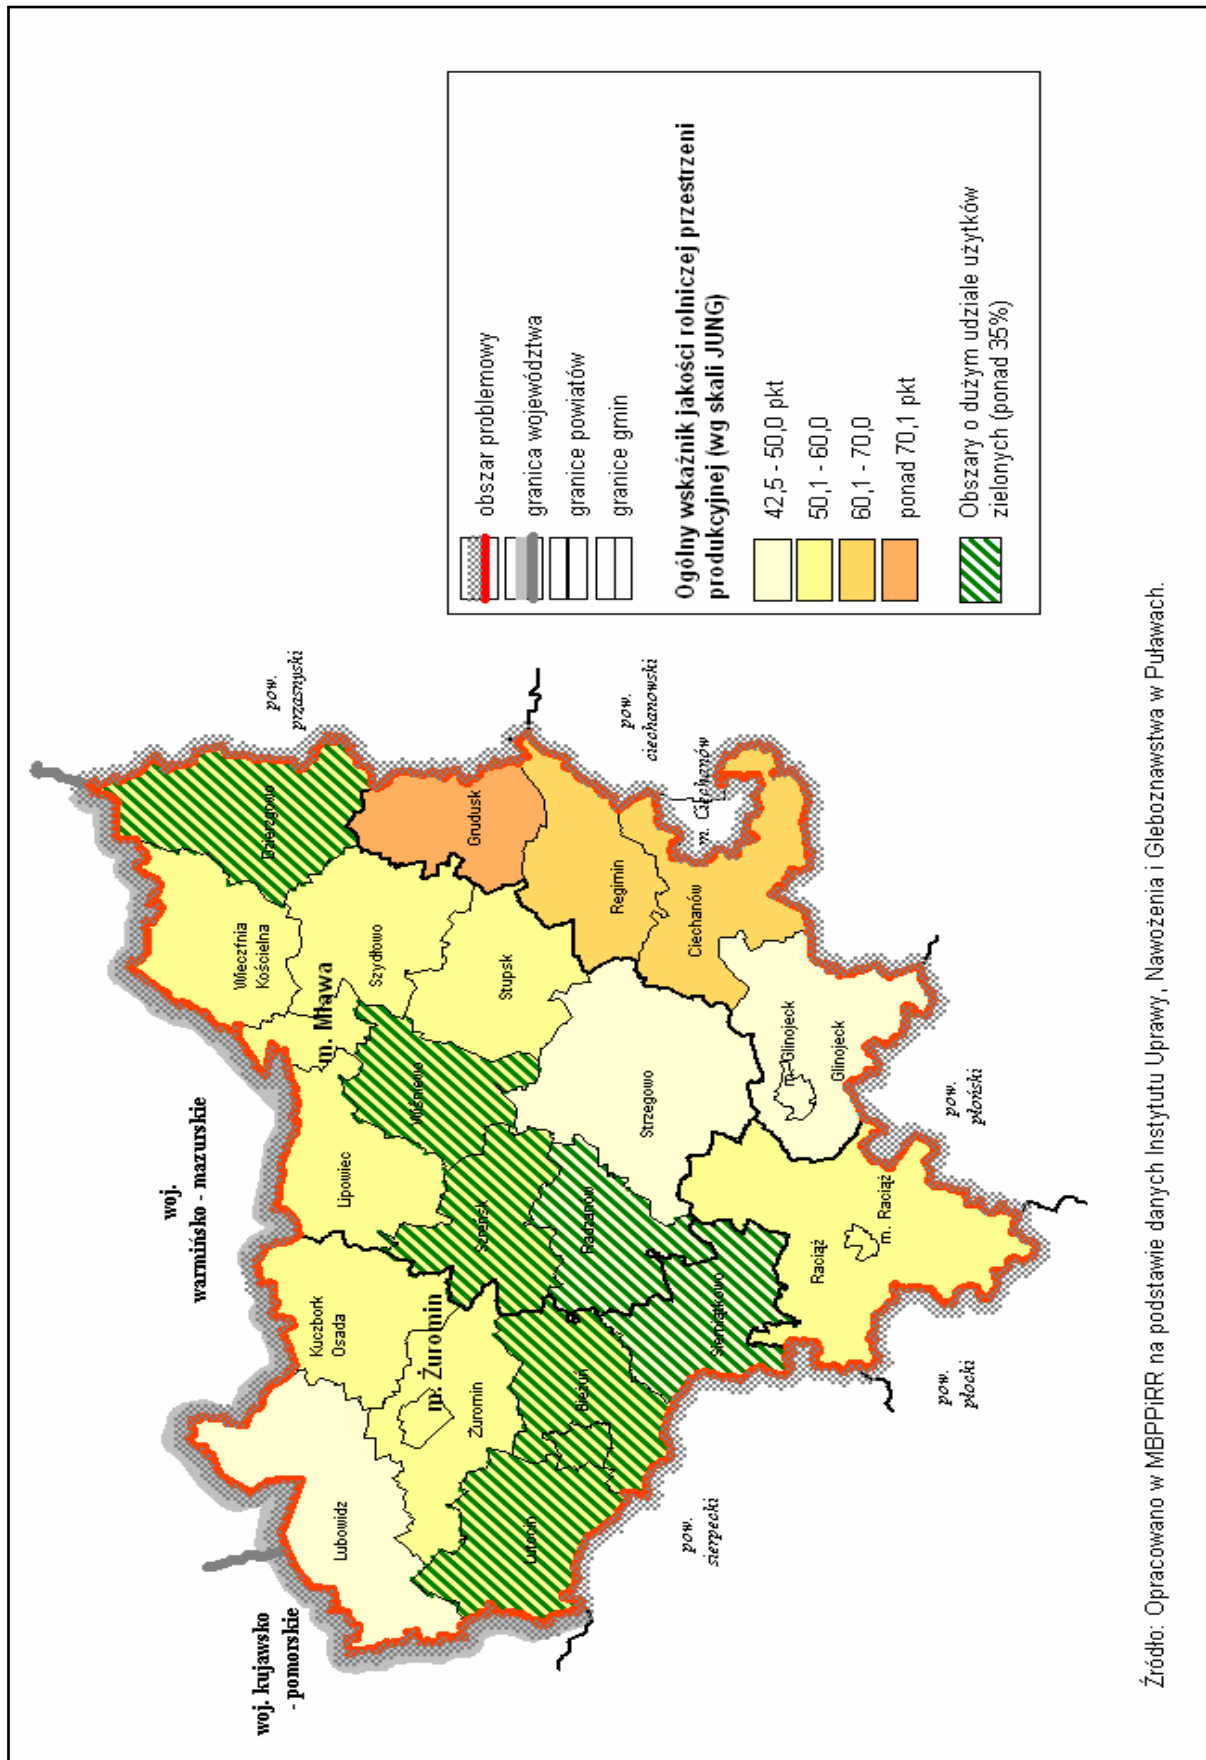 woj. kujawsko
- pomorskie
woj.
warmińsko - mazurskie
pow.
przasnyski
pow.
ciechanowski
m. Ciechanów
pow.
płoński
pow.
płocki
pow.
sierpecki
Lubowidz
Kuczbork
Osada
m. Żuromin
Żuromin
Lutocin
Bieżuń
Siemiątkowo
Lipowiec
Szreńsk
Radzanów
Wiśniewo
m. Mława
Wieczfnia
Kościelna
Szydłowo
Stupsk
Dzierzgowo
Grudusk
Regimin
Ciechanów
Strzegowo
m. Glinojeck
Glinojeck
Raciąż
m. Raciąż
obszar problemowy
granica województwa
granice powiatów
granice gmin
Ogólny wskaźnik jakości rolniczej przestrzeni
produkcyjnej (wg skali JUNG)
42,5 - 50,0 pkt
50,1 - 60,0
60,1 - 70,0
ponad 70,1 pkt
Obszary o dużym udziale użytków
zielonych (ponad 35%)
Źródło: Opracowano w MBPPiRR na podstawie danych Instytutu Uprawy, Nawożenia i Gleboznawstwa w Puławach.